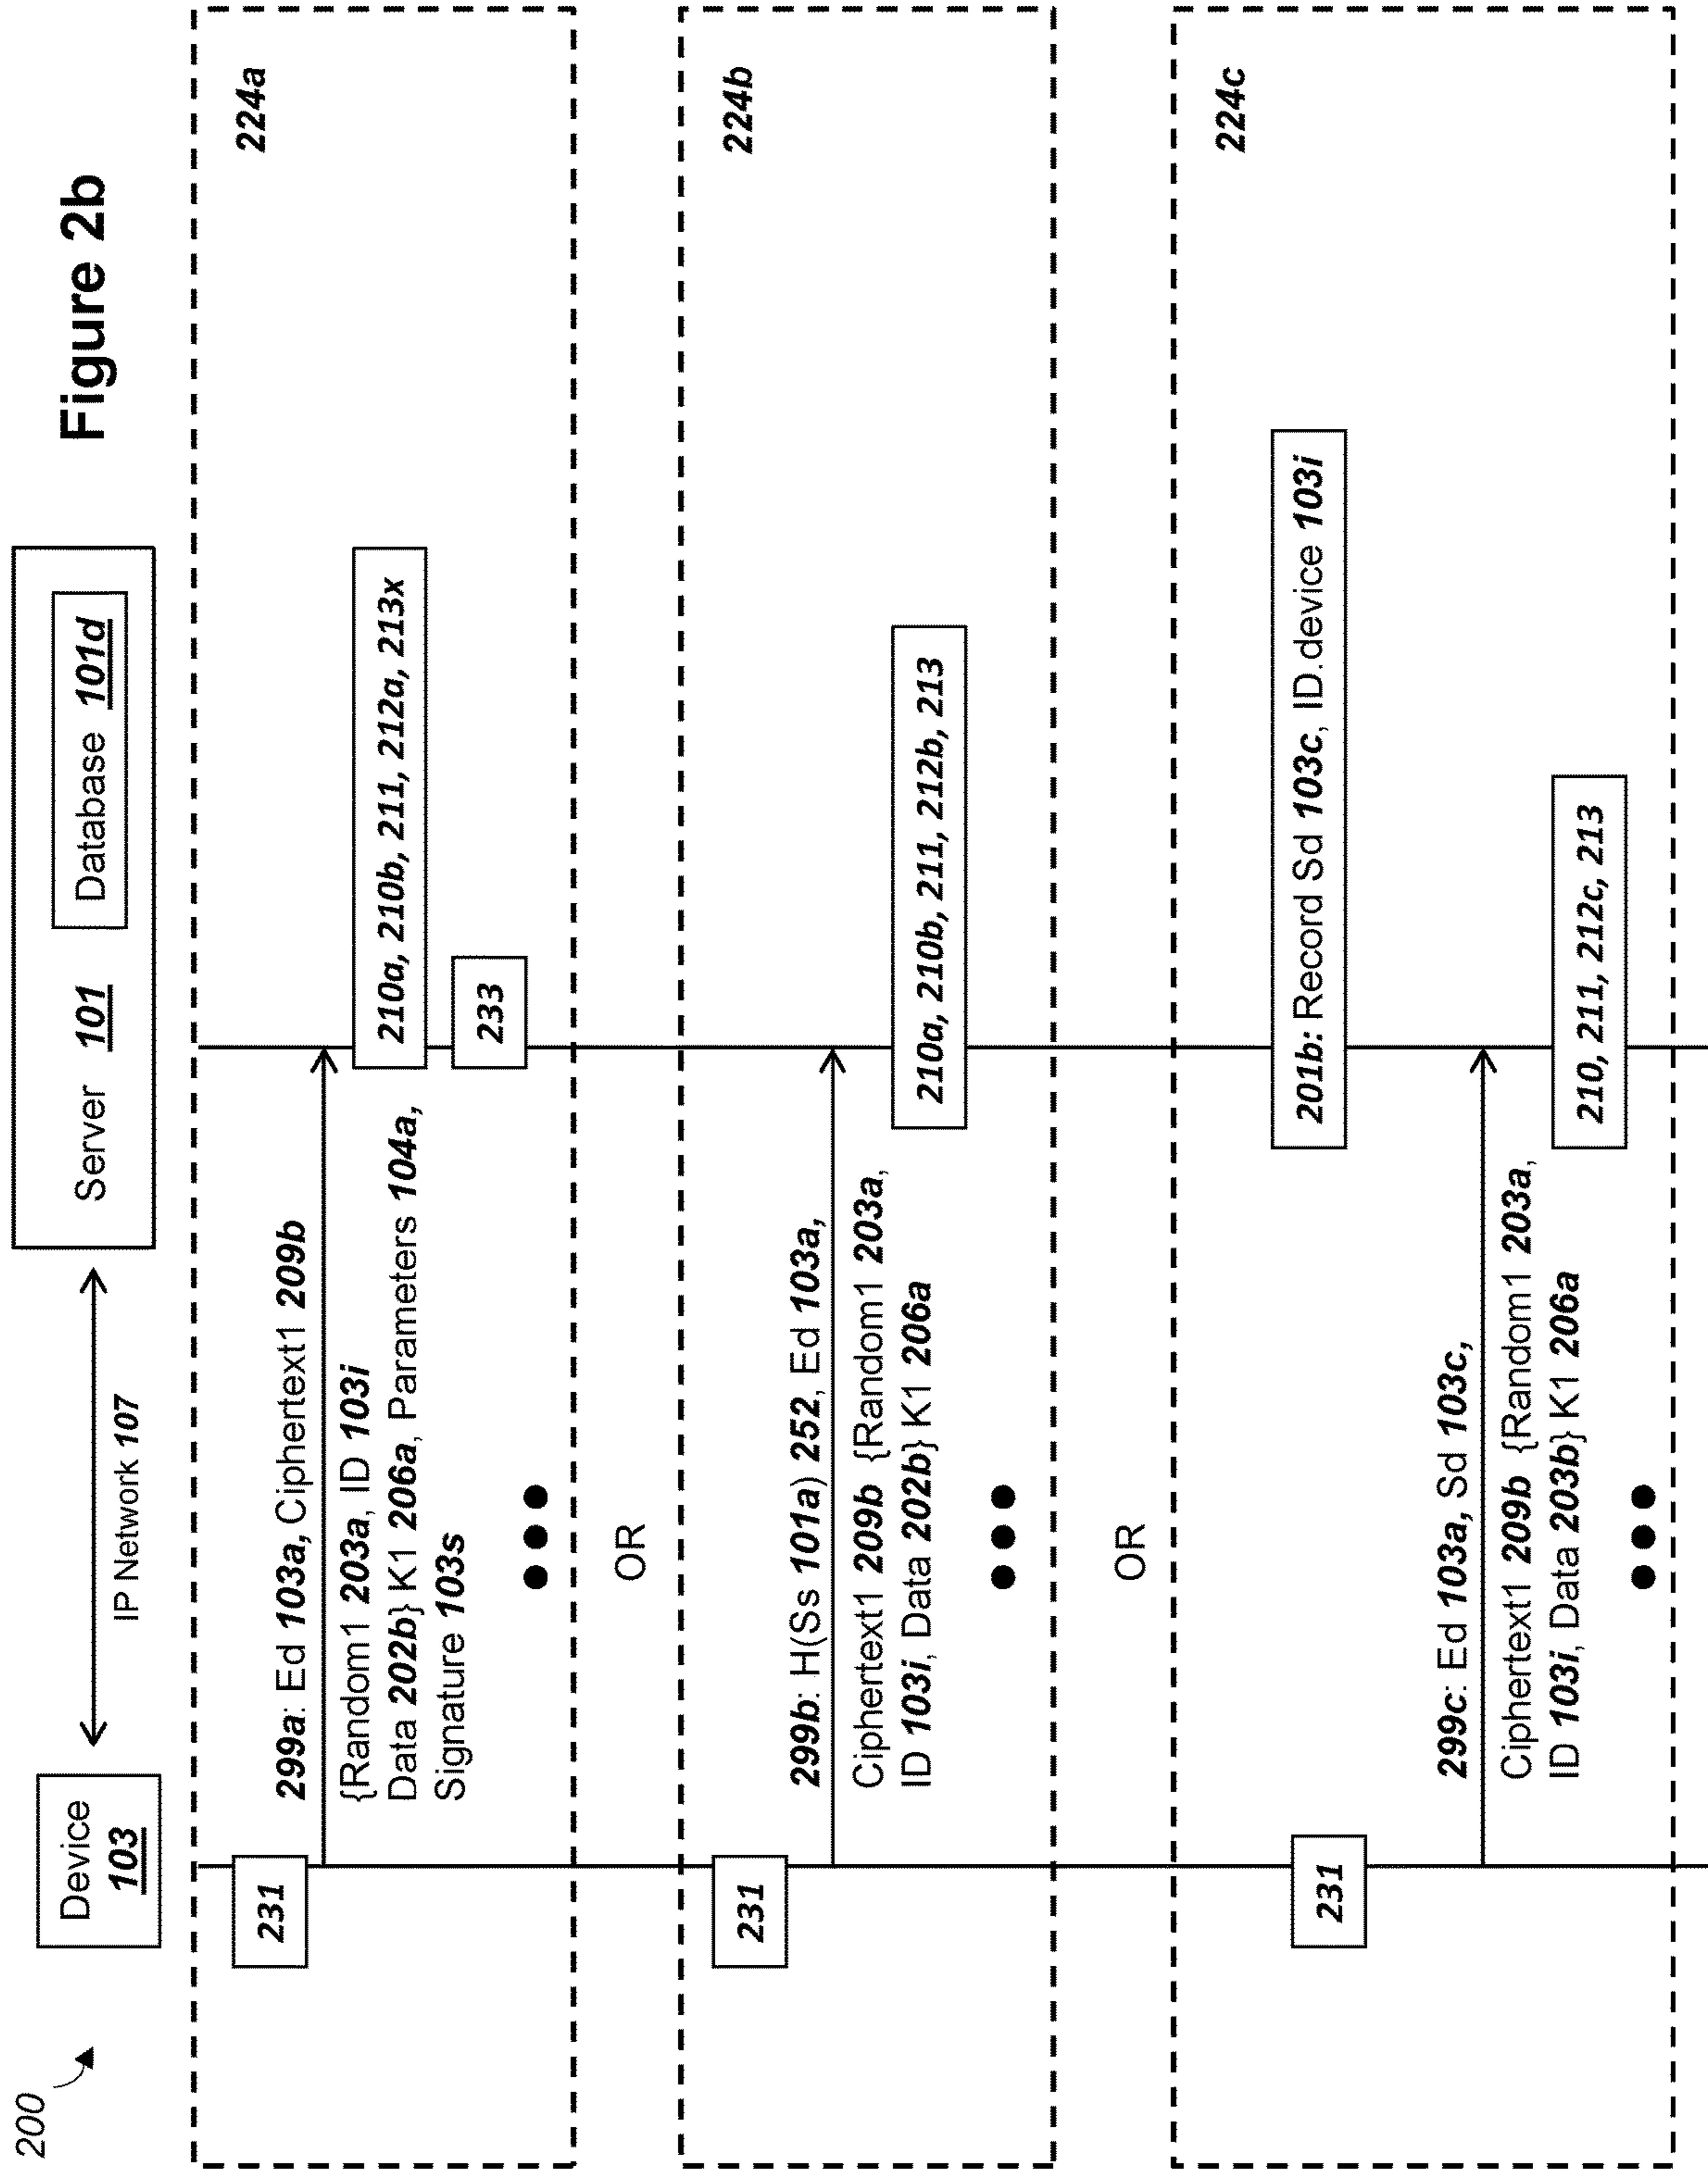 200
Figure 2b
Device
103
IP Network 107
Server 101
Database 101d
224a
231
299a: Ed 103a, Ciphertext1 209b
{Random1 203a, ID 103i
Data 202b} K1 206a, Parameters 104a,
Signature 103s
210a, 210b, 211, 212a, 213x
233
OR
224b
231
299b: H(Ss 101a) 252, Ed 103a,
Ciphertext1 209b {Random1 203a,
ID 103i, Data 202b} K1 206a
210a, 210b, 211, 212b, 213
OR
224c
201b: Record Sd 103c, ID.device 103i
231
299c: Ed 103a, Sd 103c,
Ciphertext1 209b {Random1 203a,
ID 103i, Data 203b} K1 206a
210, 211, 212c, 213